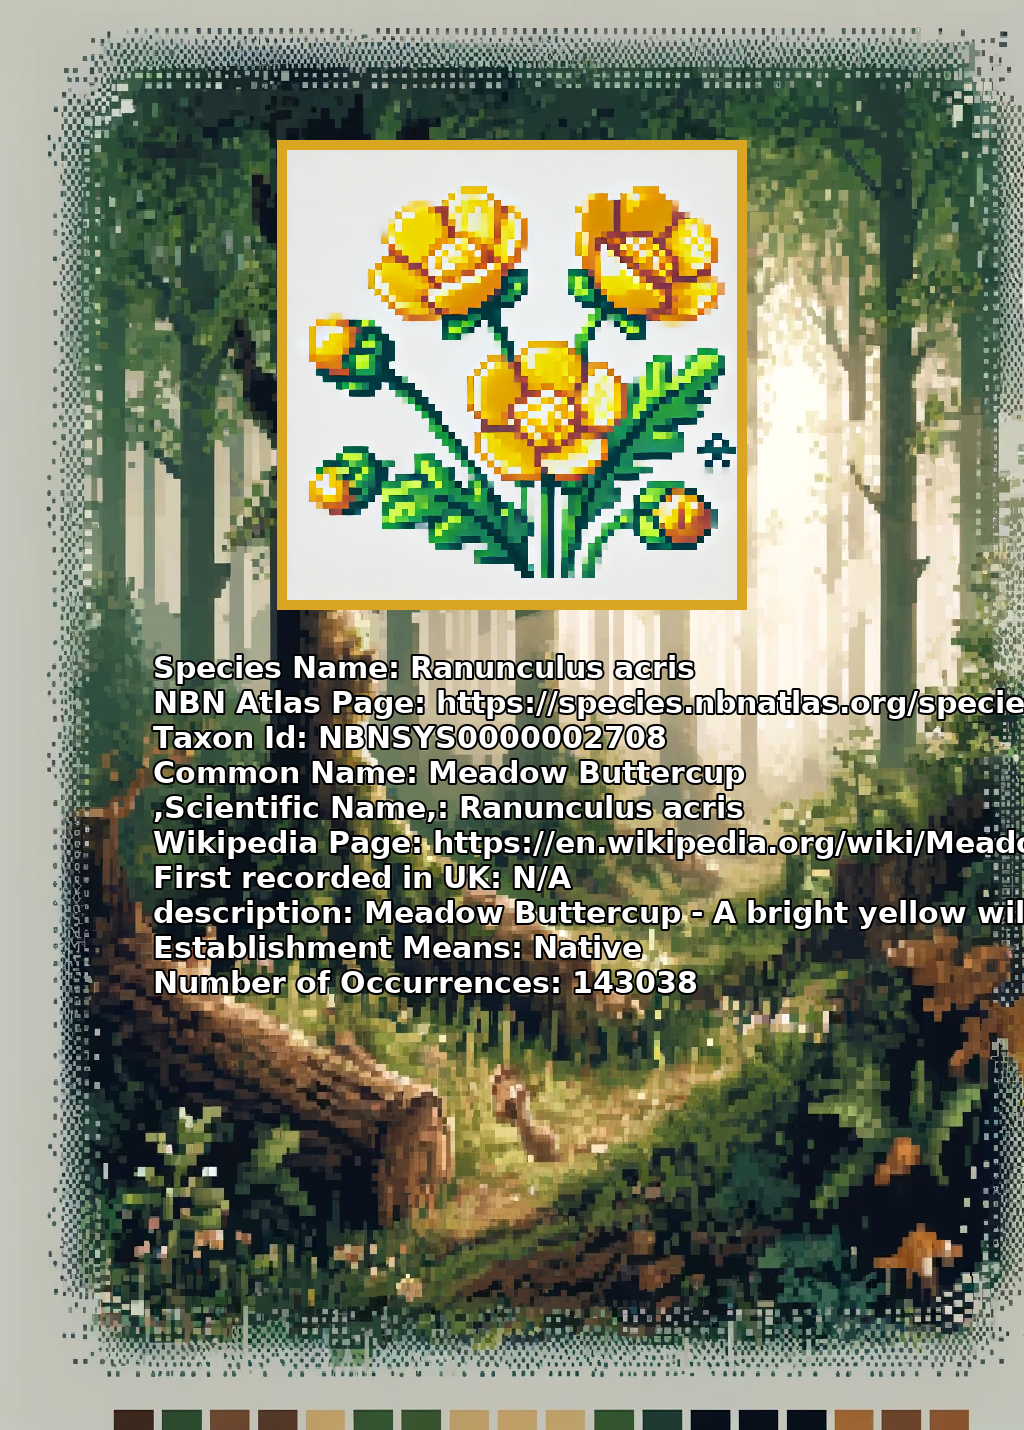 Species Name: Ranunculus acris
NBN Atlas Page: https://species.nbnatlas.org/specie
Taxon Id: NBNSYS0000002708
Common Name: Meadow Buttercup
,Scientific Name,: Ranunculus acris
Wikipedia Page: https://en.wikipedia.org/wiki/Meado
First recorded in UK: N/A
description: Meadow Buttercup - A bright yellow wil
Establishment Means: Native
Number of Occurrences: 143038